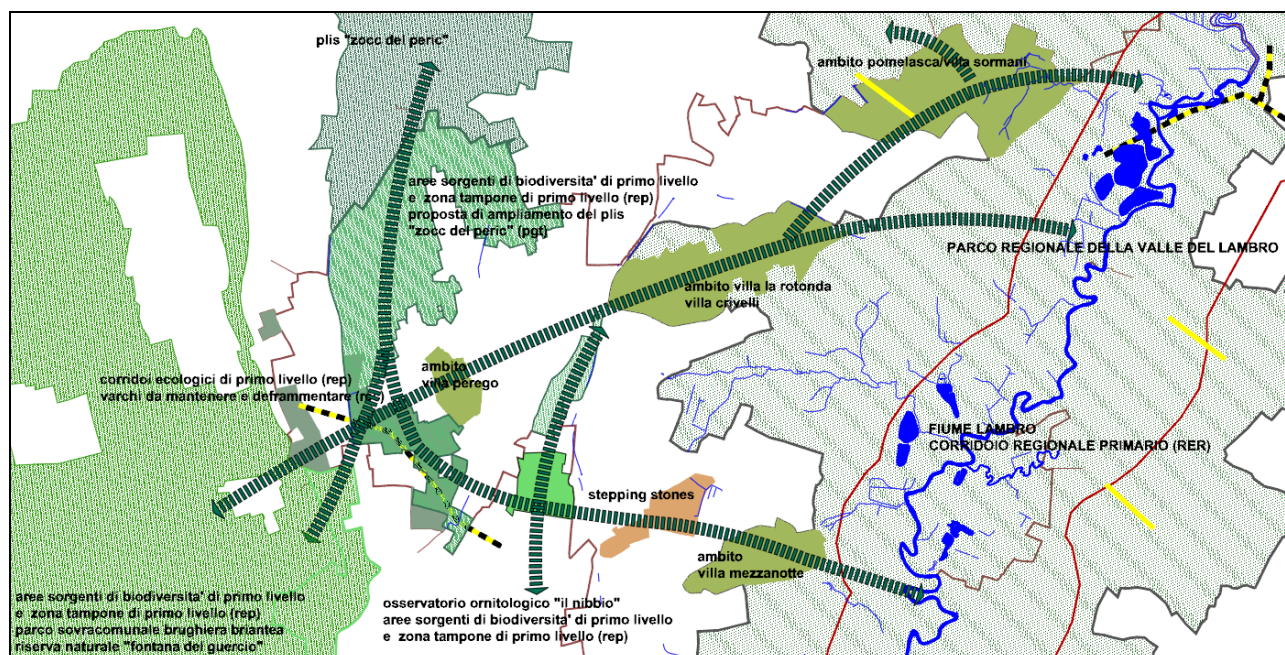 plis "zocc del peric"
ambito pomelasca/villa sormani
aree sorgenti di biodiversita' di primo livello
e zona tampone di primo livello (rep)
proposta di ampliamento del plis
"zocc del peric" (pgt)
PARCO REGIONALE DELLA VALLE DEL LAMBRO
ambito villa la rotonda
villa crivelli
ambito
villa perego
corridoi ecologici di primo livello (rep)
varchi da mantenere e deframmentare
FIUME LAMBRO
CORRIDOIO REGIONALE PRIMARIO (RER)
stepping stones
ambito
villa mezzanotte
osservatorio ornitologico "il nibbio"
aree sorgenti di biodiversita' di primo livello
e zona tampone di primo livello (rep)
aree sorgenti di biodiversita' di primo livello
e zona tampone di primo livello (rep)
parco sovracomunale brughiera briantea
riserva naturale "fontana del guercio"